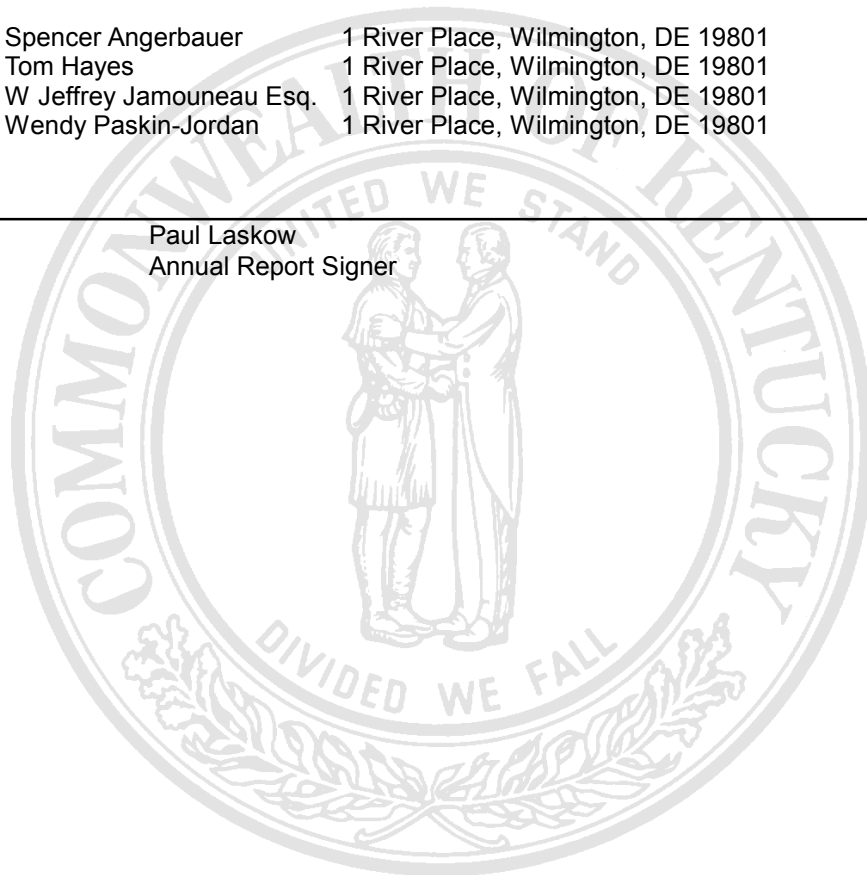 Spencer Angerbauer 1 River Place, Wilmington, DE 19801
Tom Hayes 1 River Place, Wilmington, DE 19801
W Jeffrey Jamouneau Esq. 1 River Place, Wilmington, DE 19801
Wendy Paskin-Jordan 1 River Place, Wilmington, DE 19801
Paul Laskow
Annual Report Signer
COMMONWEALTH OF KENTUCKY
UNITED WE STAND
DIVIDED WE FALL